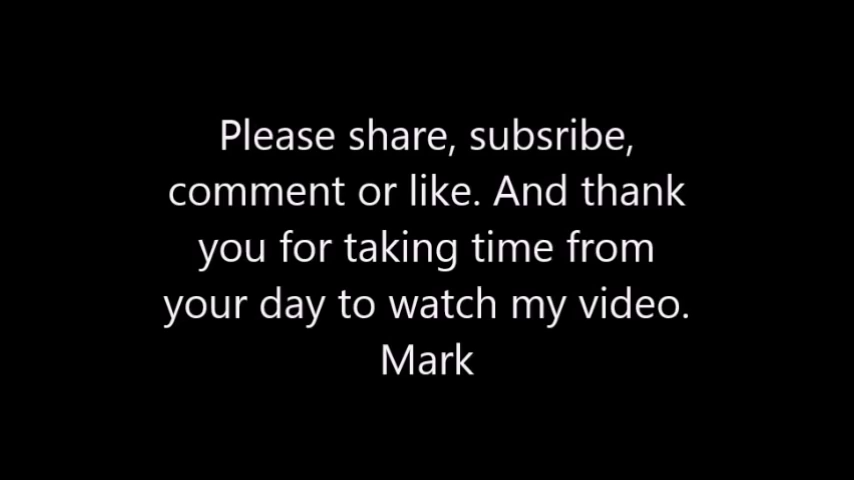 Please share, subsribe,
comment or like. And thank
you for taking time from
your day to watch my video.
Mark